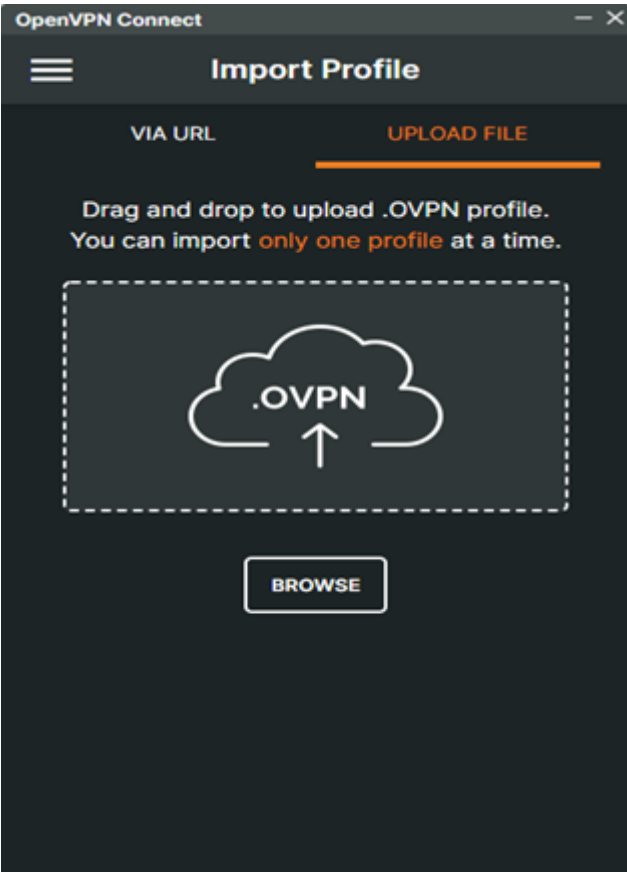 OpenVPN Connect
Import Profile
VIA URL
UPLOAD FILE
Drag and drop to upload .OVPN profile.
You can import only one profile at a time.
.OVPN
BROWSE